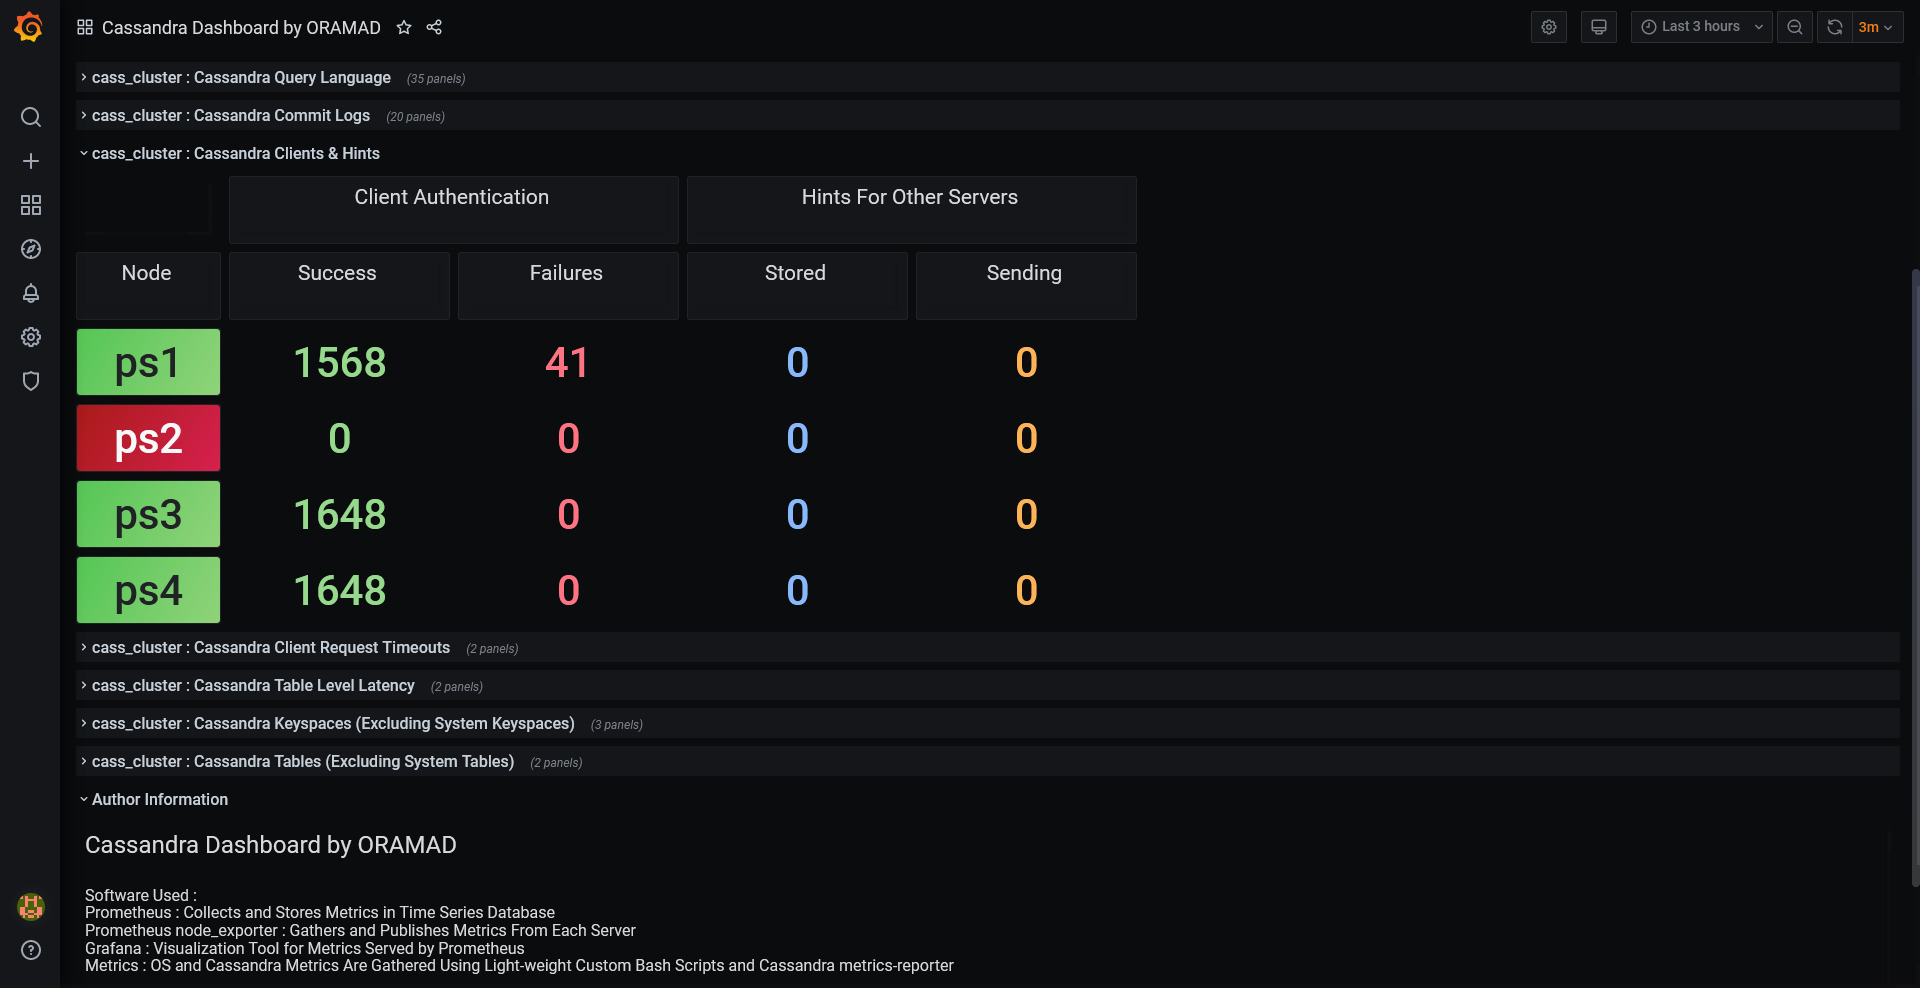 Cassandra Dashboard by ORAMAD
Last 3 hours
3m
cass_cluster : Cassandra Query Language (35 panels)
cass_cluster : Cassandra Commit Logs (20 panels)
cass_cluster : Cassandra Clients & Hints
Client Authentication Hints For Other Servers
Node Success Failures Stored Sending
ps1 1568 41 0 0
ps2 0 0 0 0
ps3 1648 0 0 0
ps4 1648 0 0 0
cass_cluster : Cassandra Client Request Timeouts (2 panels)
cass_cluster : Cassandra Table Level Latency (2 panels)
cass_cluster : Cassandra Keyspaces (Excluding System Keyspaces) (3 panels)
cass_cluster : Cassandra Tables (Excluding System Tables) (2 panels)
Author Information
Cassandra Dashboard by ORAMAD
Software Used :
Prometheus : Collects and Stores Metrics in Time Series Database
Prometheus node_exporter : Gathers and Publishes Metrics From Each Server
Grafana : Visualization Tool for Metrics Served by Prometheus
Metrics : OS and Cassandra Metrics Are Gathered Using Light-weight Custom Bash Scripts and Cassandra metrics-reporter